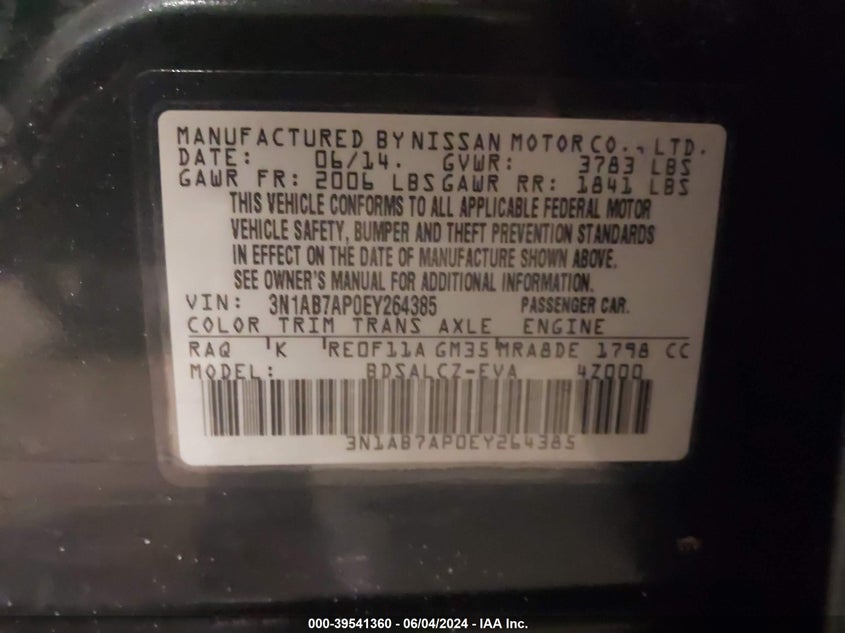 MANUFACTURED BY NISSAN MOTOR CO., LTD.
DATE: 06/14. GVWR: 3783 LBS
GAWR FR: 2006 LBS GAWR RR: 1841 LBS
THIS VEHICLE CONFORMS TO ALL APPLICABLE FEDERAL MOTOR
VEHICLE SAFETY, BUMPER AND THEFT PREVENTION STANDARDS
IN EFFECT ON THE DATE OF MANUFACTURE SHOWN ABOVE.
SEE OWNER'S MANUAL FOR ADDITIONAL INFORMATION.
VIN: 3N1AB7AP0EY264385 PASSENGER CAR.
COLOR TRIM TRANS AXLE ENGINE
RAQ K RE0F11A GM35 MRA8DE 1798 CC
MODEL: BDSALCZ-EVA 4Z000
3N1AB7AP0EY264385
000-39541360 - 06/04/2024 - IAA Inc.